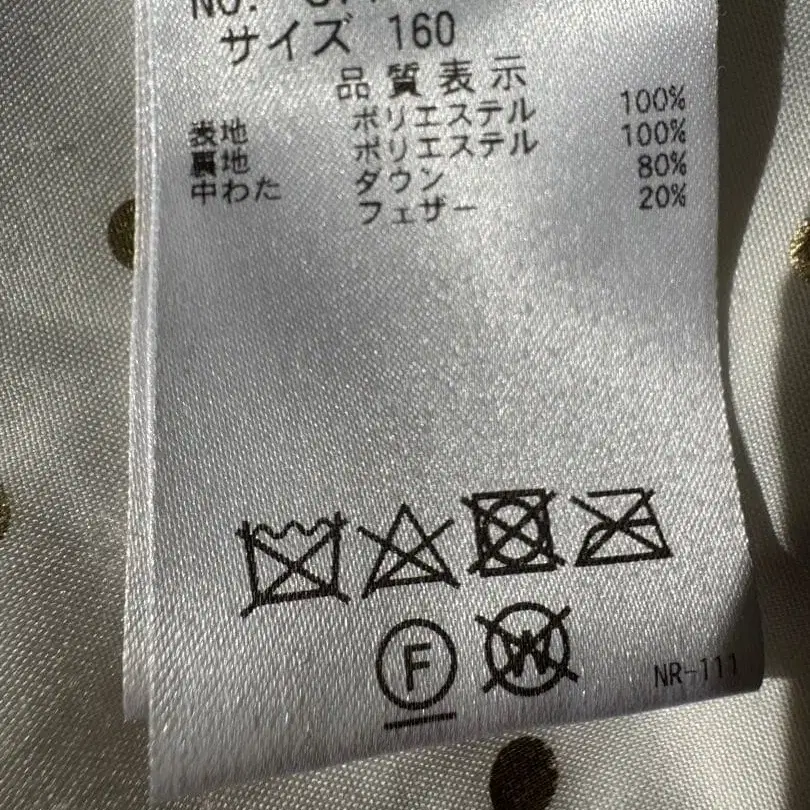 NO.
サイズ 160
品質表示
表地 ポリエステル 100%
裏地 ポリエステル 100%
中わた ダウン 80%
フェザー 20%
F W
NR-111